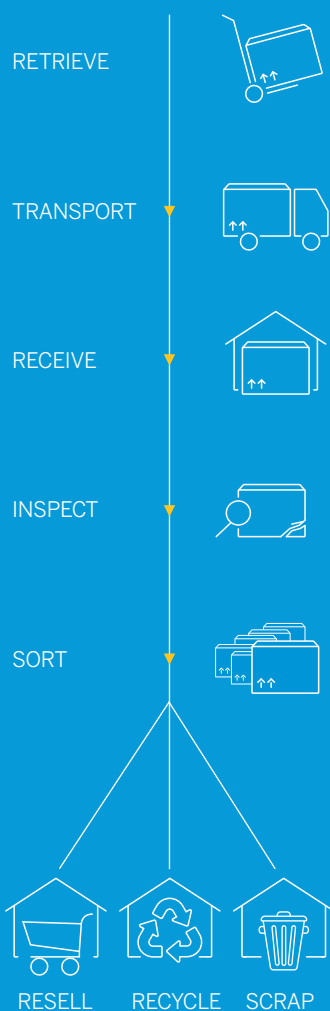 RETRIEVE
TRANSPORT
RECEIVE
INSPECT
SORT
RESELL RECYCLE SCRAP